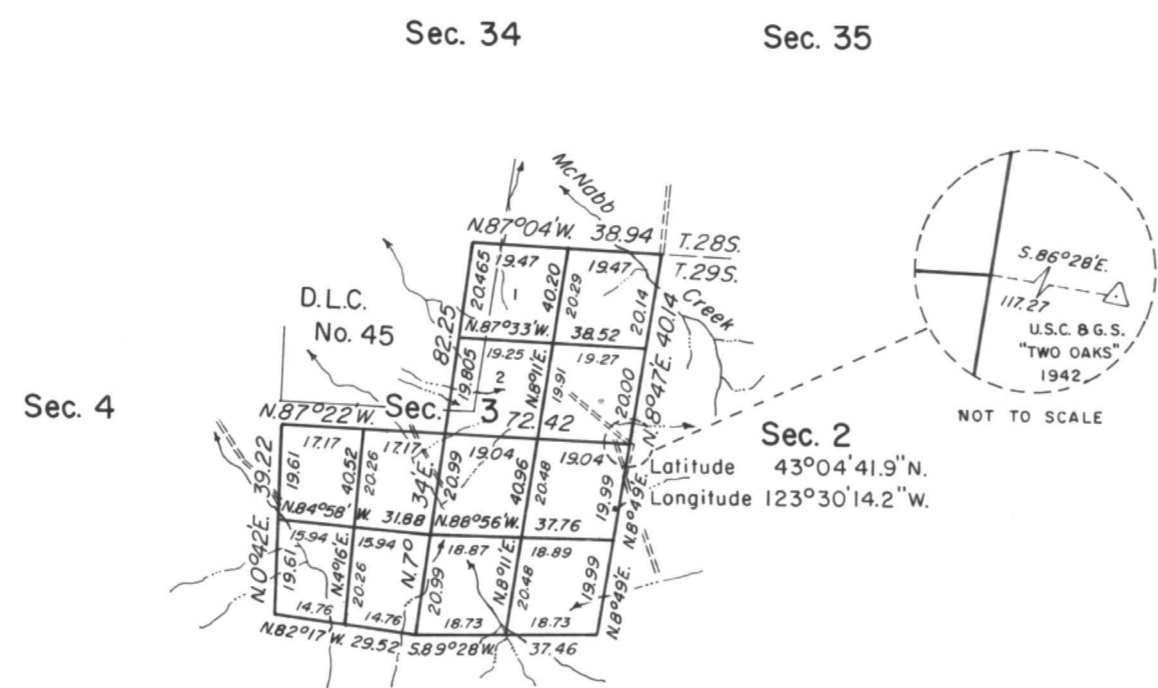 Sec. 34
Sec. 35
McNabb
N.87°04'W. 38.94
T.28S.
T.29S.
19.47
19.47
20.465
1
40.20
20.29
20.14
Creek
D.L.C.
No. 45
82.25
N.87°33'W.
38.52
N.8°47'E. 40.14
19.25
19.27
19.805
2
N.8°11'E.
19.91
20.00
S.86°28'E.
117.27
U.S.C. & G.S.
"TWO OAKS"
1942
NOT TO SCALE
Sec. 4
N.87°22'W.
Sec. 3
72.42
Sec. 2
Latitude 43°04'41.9"N.
Longitude 123°30'14.2"W.
17.17
17.17
19.04
19.04
39.22
19.61
40.52
20.26
34'E.
20.99
40.96
20.48
19.99
N.8°49'E.
N.84°58' W.
31.88
N.88°56'W.
37.76
15.94
15.94
18.87
18.89
N.0°42'E.
19.61
N.4°16'E.
20.26
N.7°
20.99
N.8°11'E.
20.48
19.99
N.8°49'E.
14.76
14.76
18.73
18.73
N.82°17'W. 29.52
S.89°28'W.
37.46